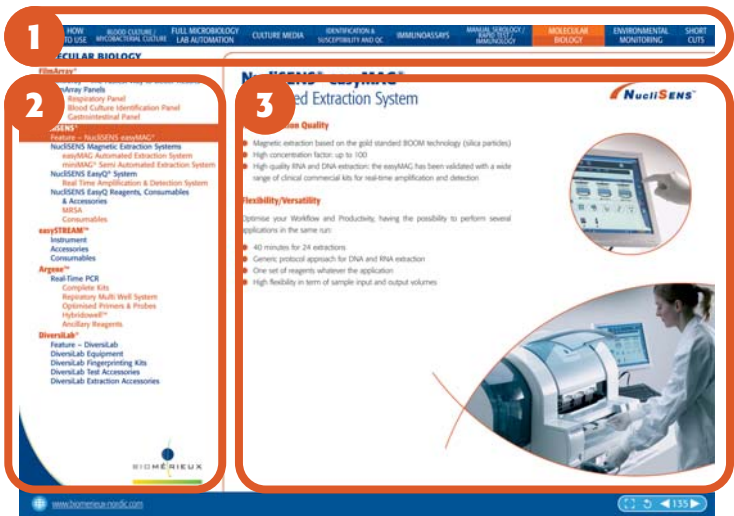 1
HOW
TO USE
BLOOD CULTURE /
MYCOBACTERIAL CULTURE
FULL MICROBIOLOGY
LAB AUTOMATION
CULTURE MEDIA
IDENTIFICATION &
SUSCEPTIBILITY AND QC
IMMUNOASSAYS
MANUAL SEROLOGY /
RAPID TEST /
IMMUNOLOGY
MOLECULAR
BIOLOGY
ENVIRONMENTAL
MONITORING
SHORT
CUTS
BIOLOGY
2
FilmArray®
Panels
Respiratory Panel
Blood Culture Identification Panel
Gastrointestinal Panel
Feature – NucliSENS easyMAG®
NucliSENS Magnetic Extraction Systems
easyMAG Automated Extraction System
miniMAG® Semi Automated Extraction System
NucliSENS EasyQ® System
Real Time Amplification & Detection System
NucliSENS EasyQ Reagents, Consumables
& Accessories
MRSA
Consumables
easySTREAM™
Instrument
Accessories
Consumables
Argene™
Real-Time PCR
Complete Kits
Repiratory Multi Well System
Optimised Primers & Probes
Hybridowell™
Ancillary Reagents
DiversiLab®
Feature – DiversiLab
DiversiLab Equipment
DiversiLab Fingerprinting Kits
DiversiLab Test Accessories
DiversiLab Extraction Accessories
BIOMÉRIEUX
3
NucliSENS® easyMAG®
Extraction System
NUCLISENS™
Quality
Magnetic extraction based on the gold standard BOOM technology (silica particles)
High concentration factor: up to 100
High quality RNA and DNA extraction: the easyMAG has been validated with a wide
range of clinical commercial kits for real-time amplification and detection
Flexibility/Versatility
Optimise your Workflow and Productivity, having the possibility to perform several
applications in the same run:
40 minutes for 24 extractions
Generic protocol approach for DNA and RNA extraction
One set of reagents whatever the application
High flexibility in term of sample input and output volumes
www.biomerieux-nordic.com
135